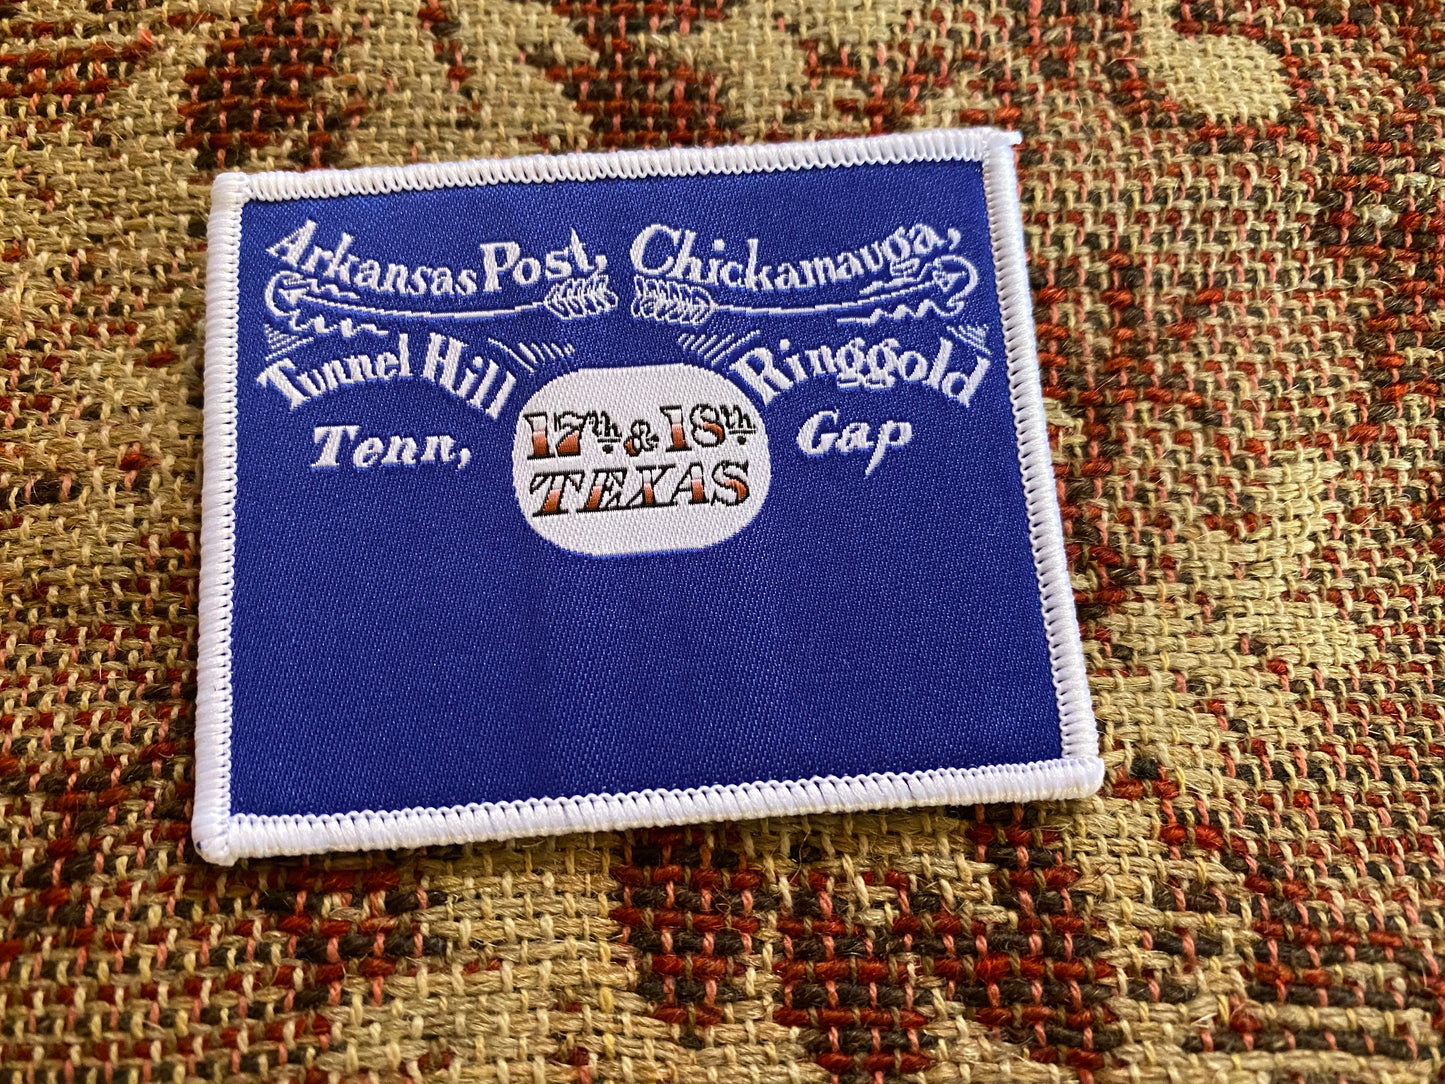 Arkansas Post, Chickamauga,
Tunnel Hill Ringgold
Tenn, Gap
17th & 18th
TEXAS